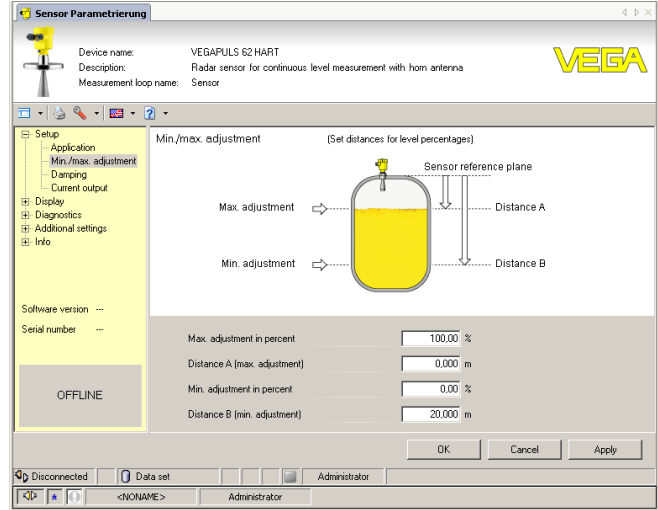 Sensor Parametrierung
Device name: VEGAPULS 62 HART
Description: Radar sensor for continuous level measurement with horn antenna
Measurement loop name: Sensor
VEGA
Setup
Application
Min./max. adjustment
Damping
Current output
Display
Diagnostics
Additional settings
Info
Software version ---
Serial number ---
OFFLINE
Min./max. adjustment (Set distances for level percentages)
Sensor reference plane
Max. adjustment
Distance A
Min. adjustment
Distance B
Max. adjustment in percent 100,00 %
Distance A (max. adjustment) 0,000 m
Min. adjustment in percent 0,00 %
Distance B (min. adjustment) 20,000 m
OK Cancel Apply
Disconnected Data set Administrator
<NONAME> Administrator